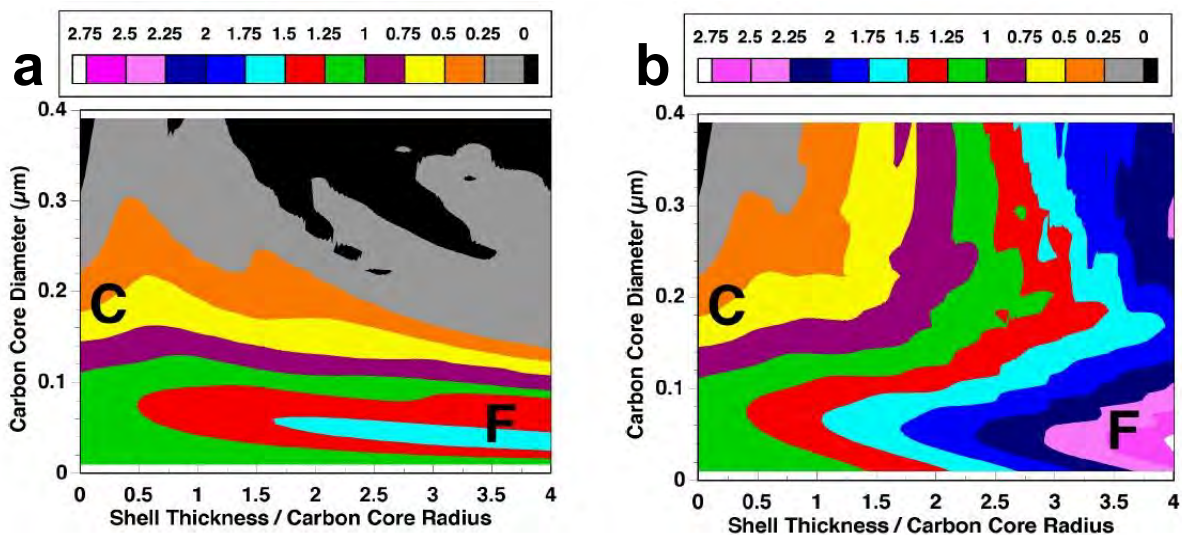 2.75 2.5 2.25 2 1.75 1.5 1.25 1 0.75 0.5 0.25 0
a
0.4
0.3
0.2
0.1
0
Carbon Core Diameter (μm)
C
F
0 0.5 1 1.5 2 2.5 3 3.5 4
Shell Thickness / Carbon Core Radius
2.75 2.5 2.25 2 1.75 1.5 1.25 1 0.75 0.5 0.25 0
b
0.4
0.3
0.2
0.1
0
Carbon Core Diameter (μm)
C
F
0 0.5 1 1.5 2 2.5 3 3.5 4
Shell Thickness / Carbon Core Radius